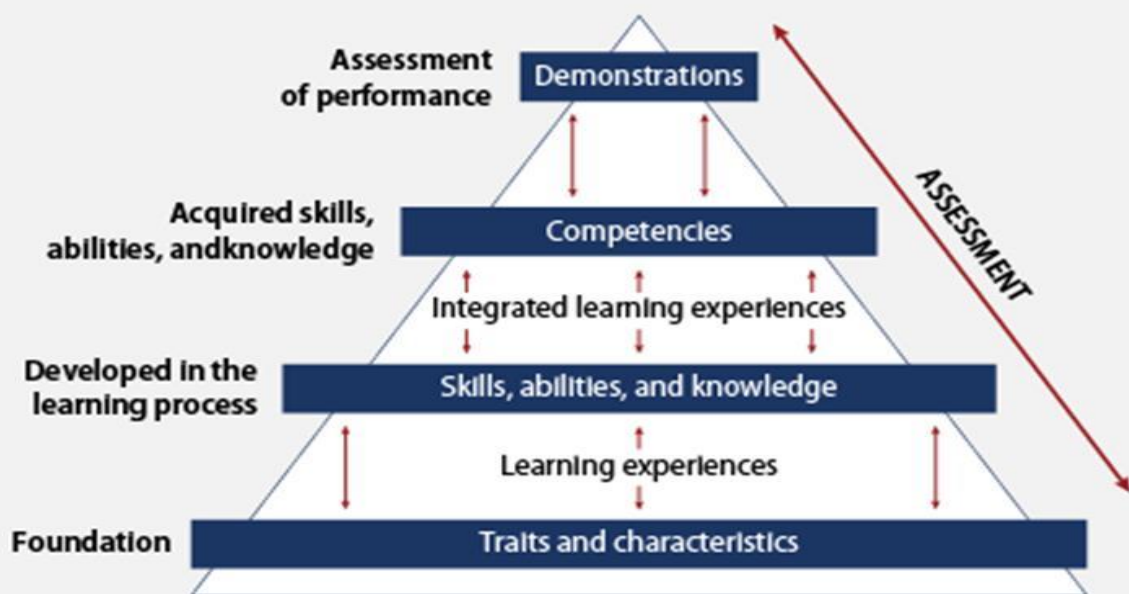 Assessment
of performance
Demonstrations
ASSESSMENT
Acquired skills,
abilities, andknowledge
Competencies
Integrated learning experiences
Developed in the
learning process
Skills, abilities, and knowledge
Learning experiences
Foundation
Traits and characteristics